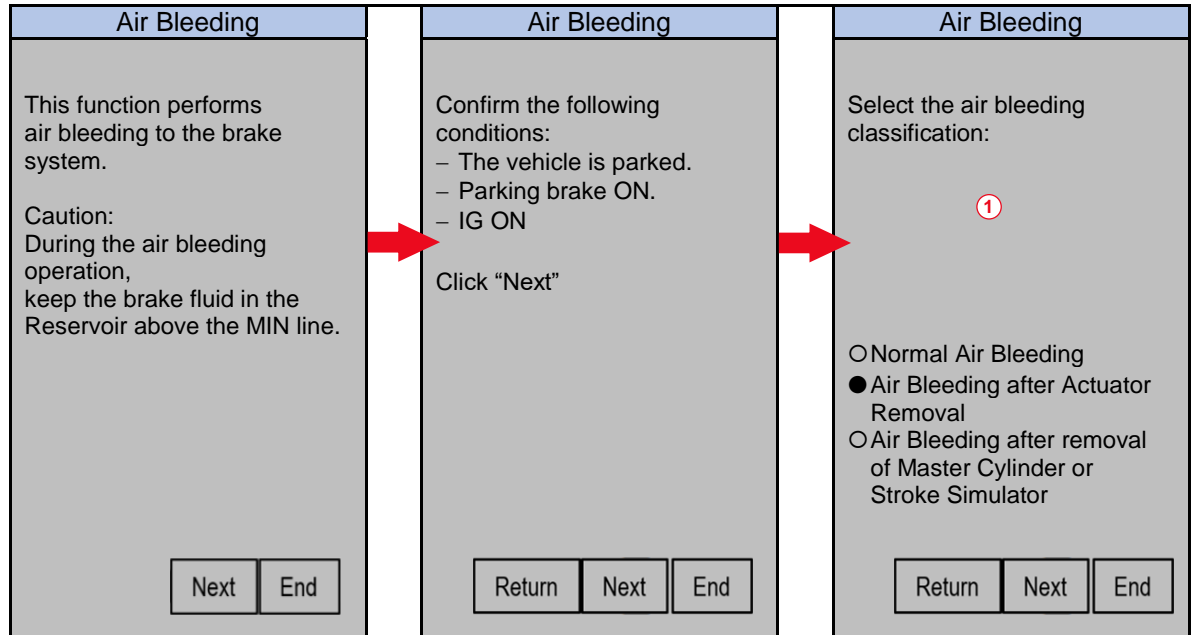 Air Bleeding
This function performs
air bleeding to the brake
system.
Caution:
During the air bleeding
operation,
keep the brake fluid in the
Reservoir above the MIN line.
Next
End
Air Bleeding
Confirm the following
conditions:
– The vehicle is parked.
– Parking brake ON.
– IG ON
Click “Next”
Return
Next
End
Air Bleeding
Select the air bleeding
classification:
①
○Normal Air Bleeding
●Air Bleeding after Actuator
Removal
○Air Bleeding after removal
of Master Cylinder or
Stroke Simulator
Return
Next
End